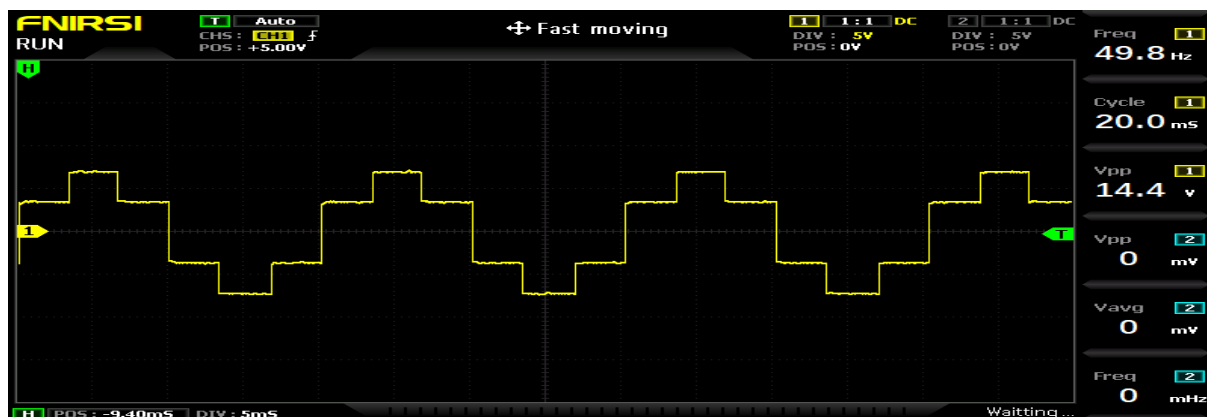 FNIRSI
RUN
T Auto
CHS : CH1
POS : +5.00V
Fast moving
1 1:1 DC
DIV : 5V
POS : 0V
2 1:1 DC
DIV : 5V
POS : 0V
H
1
T
Freq 1
49.8 Hz
Cycle 1
20.0 mS
Vpp 1
14.4 V
Vpp 2
0 mV
Vavg 2
0 mV
Freq 2
0 mHz
H POS : -9.40mS DIV : 5mS
Waitting ...